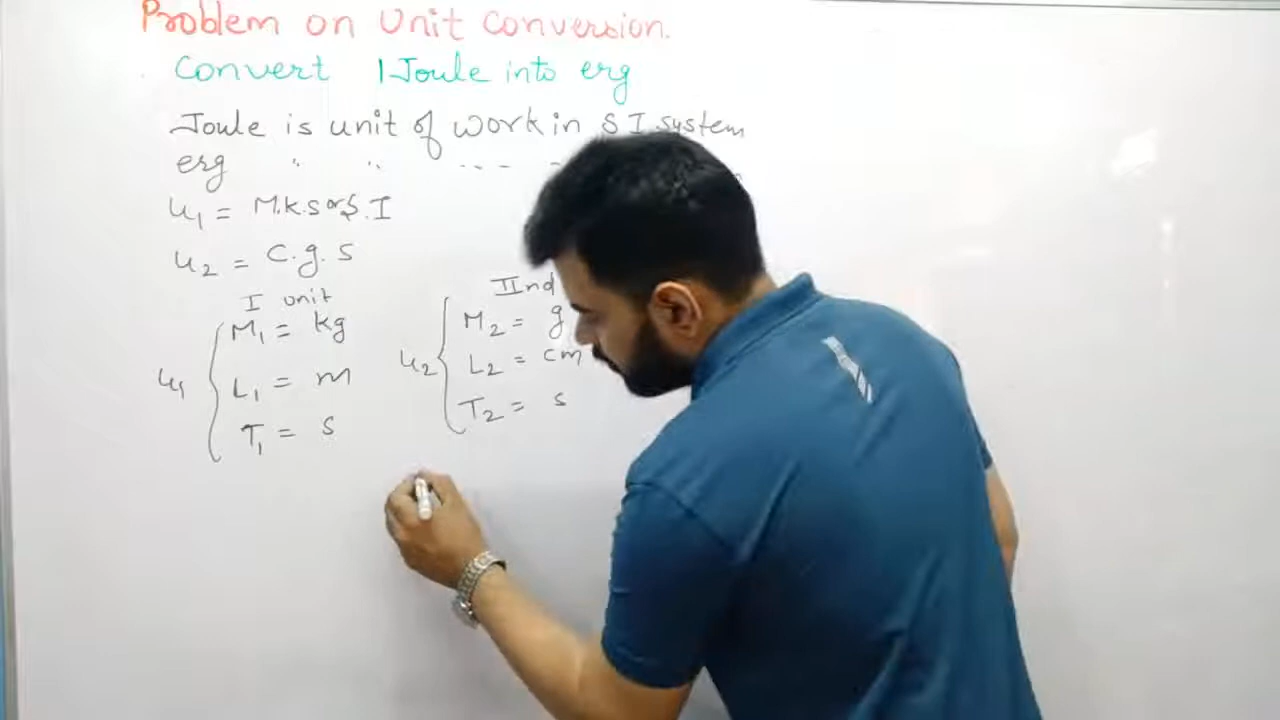 Problem on Unit Conversion.
Convert 1 Joule into erg
Joule is unit of work in S I system
erg " " -- -
u₁ = M.k.s or S.I
u₂ = C.g.s
I unit
IInd
u₁ { M₁ = kg
L₁ = m
T₁ = s
u₂ { M₂ = g
L₂ = cm
T₂ = s